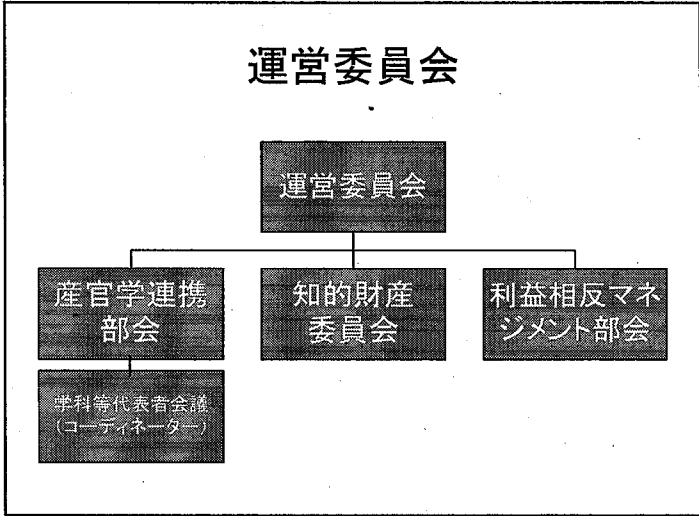 運営委員会
運営委員会
産官学連携
部会
知的財産
委員会
利益相反マネ
ジメント部会
学科等代表者会議
(コーディネーター)